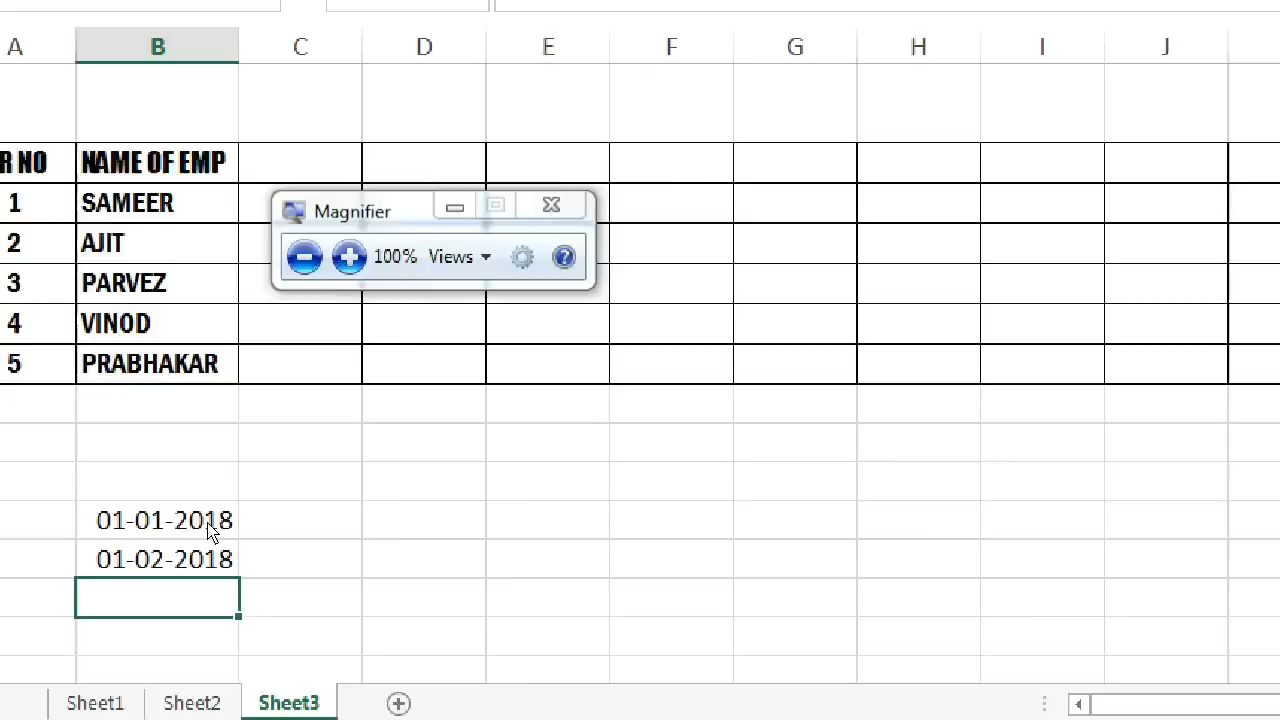 A B C D E F G H I J
R NO NAME OF EMP
1 SAMEER
Magnifier
2 AJIT
100% Views
3 PARVEZ
4 VINOD
5 PRABHAKAR
01-01-2018
01-02-2018
Sheet1 Sheet2 Sheet3